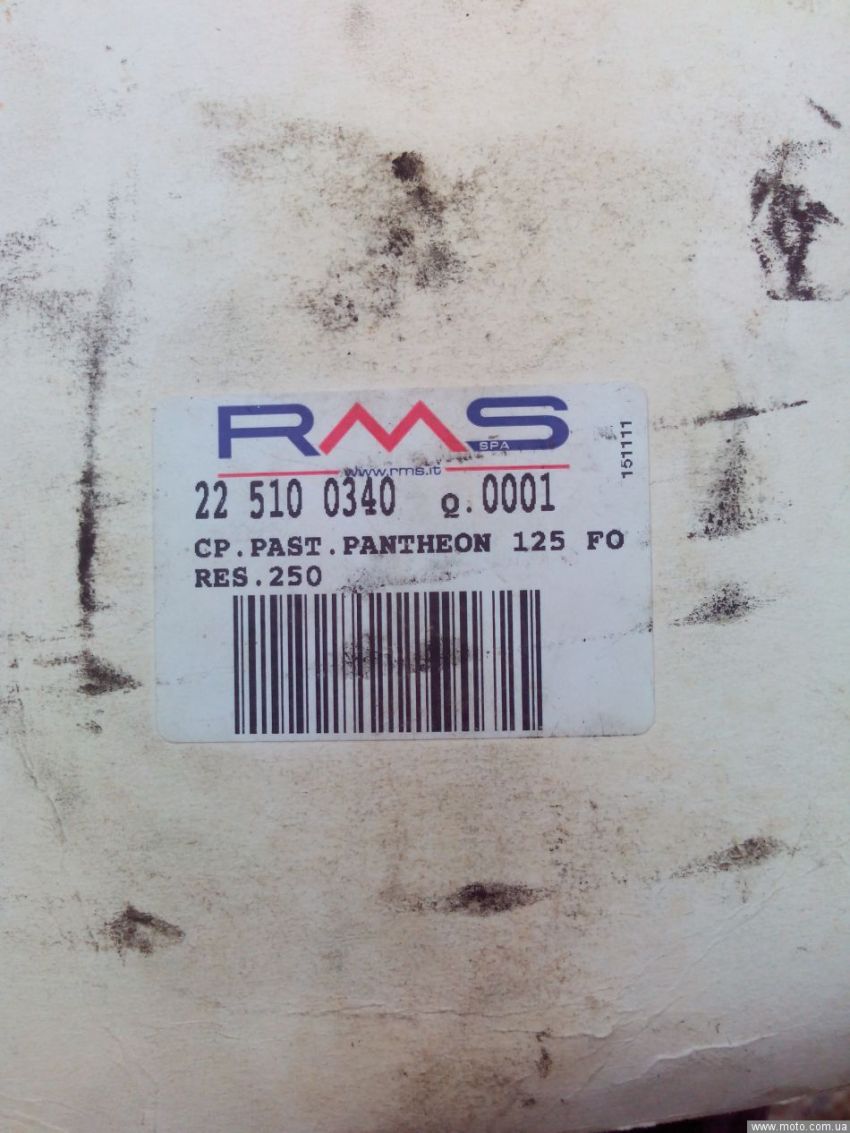 RMS
SPA
www.rms.it
151111
22 510 0340 Q.0001
CP.PAST.PANTHEON 125 FO
RES.250
www.moto.com.ua